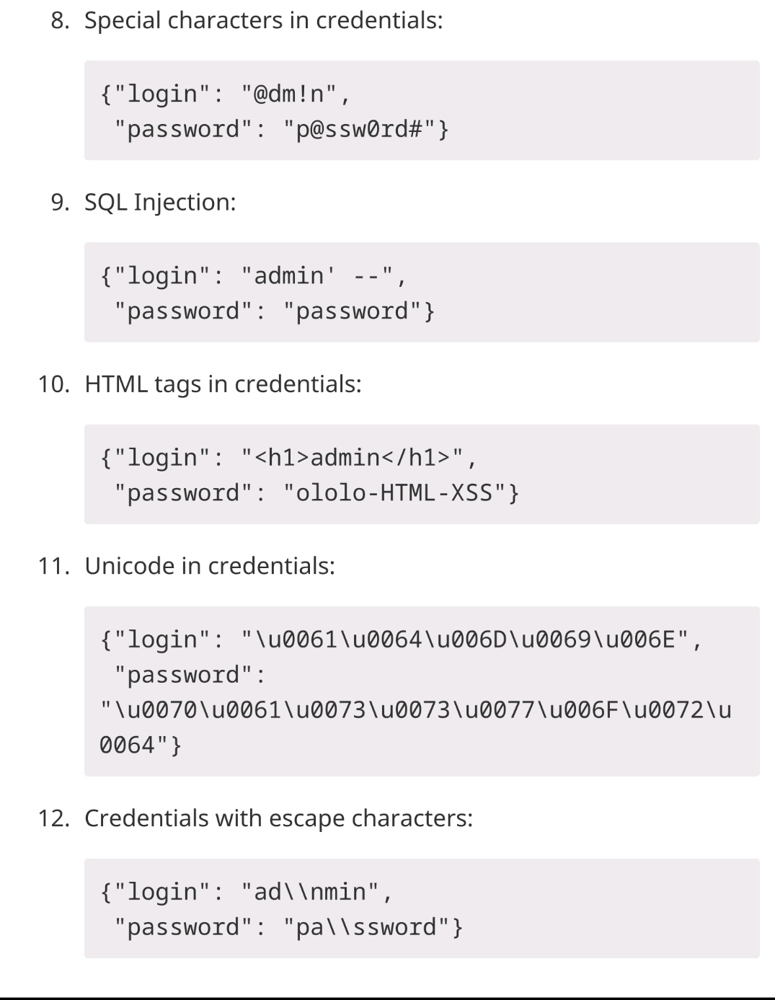 8. Special characters in credentials:
{"login": "@dm!n",
 "password": "p@ssw0rd#"}
9. SQL Injection:
{"login": "admin' --",
 "password": "password"}
10. HTML tags in credentials:
{"login": "<h1>admin</h1>",
 "password": "ololo-HTML-XSS"}
11. Unicode in credentials:
{"login": "\u0061\u0064\u006D\u0069\u006E",
 "password":
"\u0070\u0061\u0073\u0073\u0077\u006F\u0072\u
0064"}
12. Credentials with escape characters:
{"login": "ad\\nmin",
 "password": "pa\\ssword"}